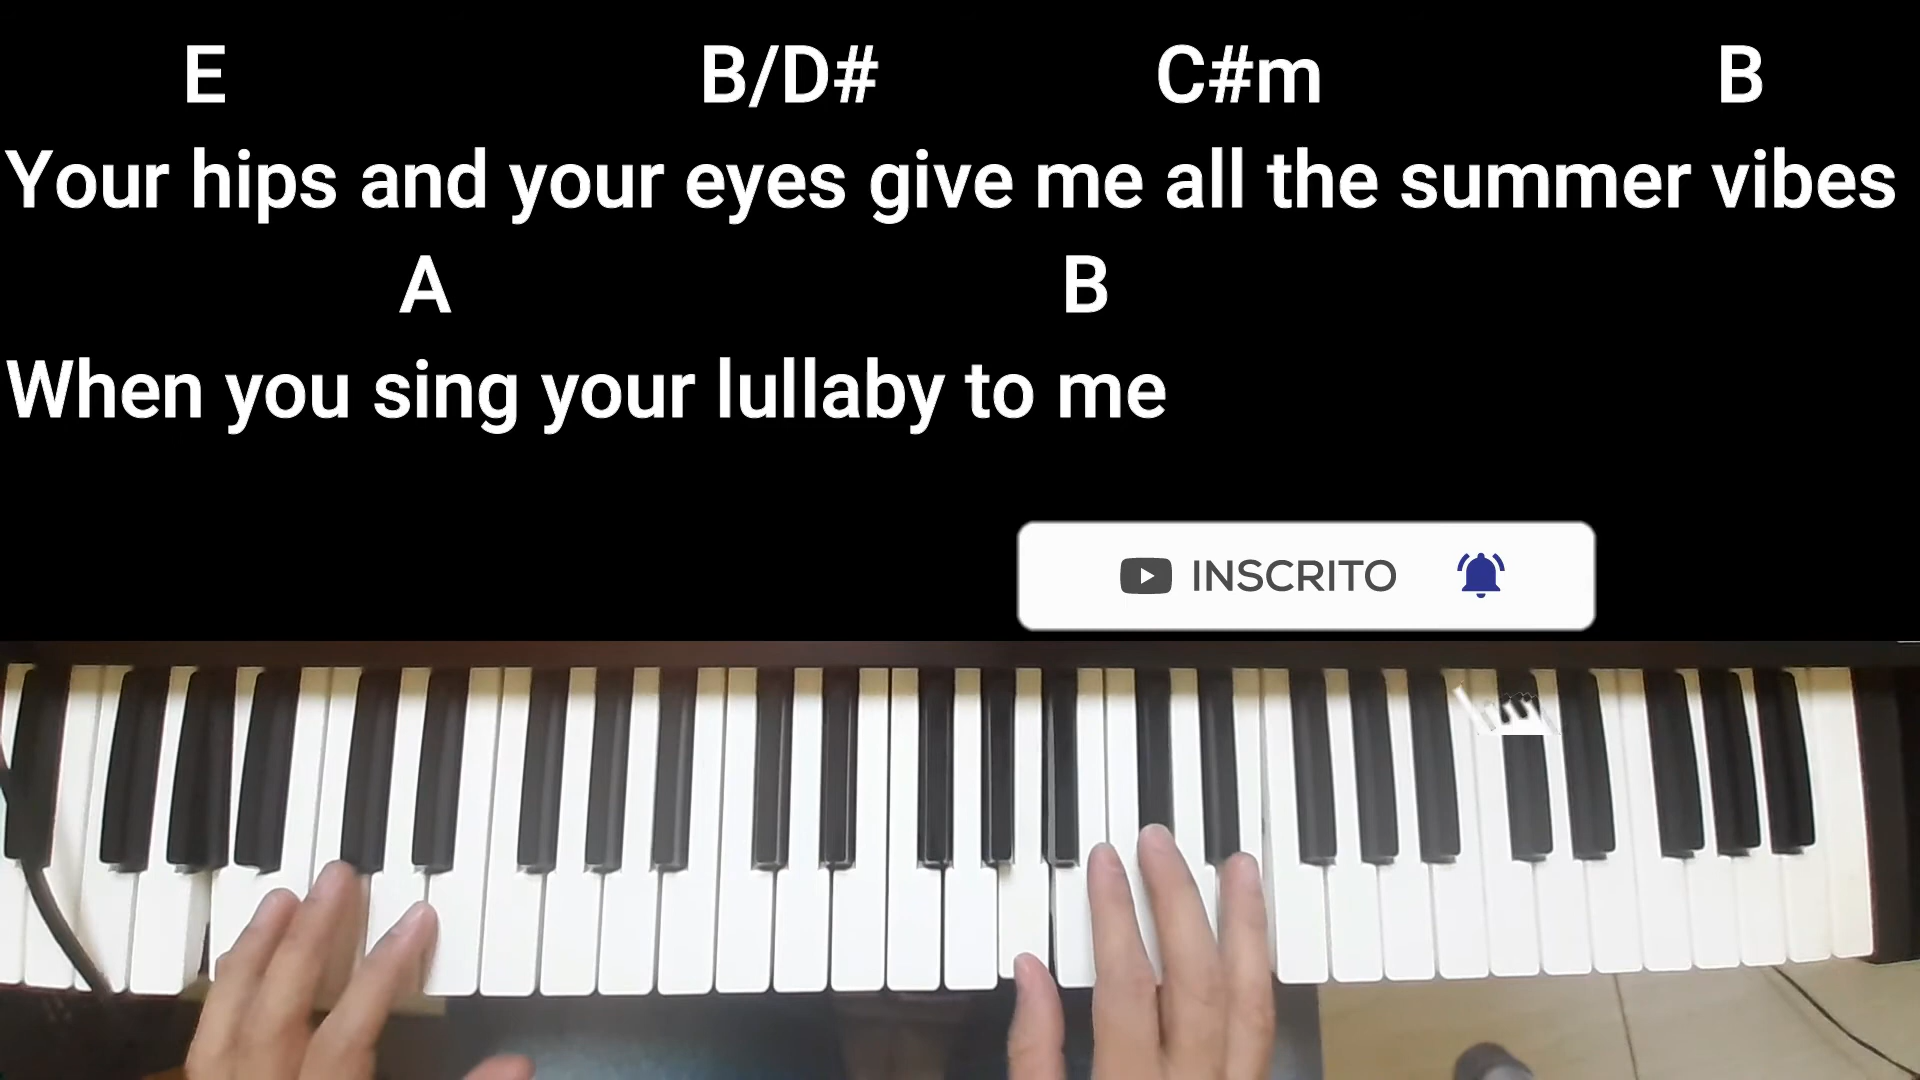 E B/D# C#m B
Your hips and your eyes give me all the summer vibes
A B
When you sing your lullaby to me
INSCRITO